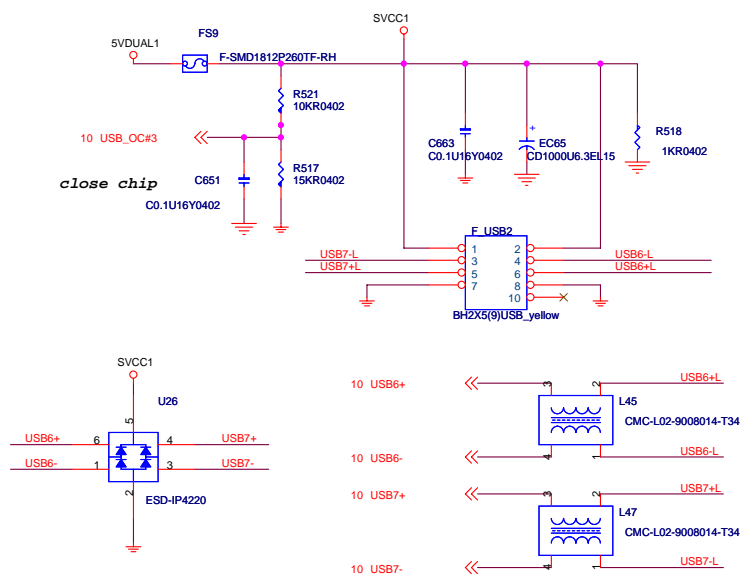 SVCC1
FS9
5VDUAL1
F-SMD1812P260TF-RH
R521
10KR0402
10 USB_OC#3
C663
C0.1U16Y0402
+
EC65
CD1000U6.3EL15
R518
1KR0402
R517
15KR0402
C651
close chip
C0.1U16Y0402
F_USB2
1 2
USB7-L 3 4 USB6-L
USB7+L 5 6 USB6+L
7 8
10
BH2X5(9)USB_yellow
SVCC1
U26
5
USB6+ 6 4 USB7+
USB6- 1 3 USB7-
2
ESD-IP4220
10 USB6+ 3 2 USB6+L
L45
CMC-L02-9008014-T34
10 USB6- 4 1 USB6-L
10 USB7+ 3 2 USB7+L
L47
CMC-L02-9008014-T34
10 USB7- 4 1 USB7-L